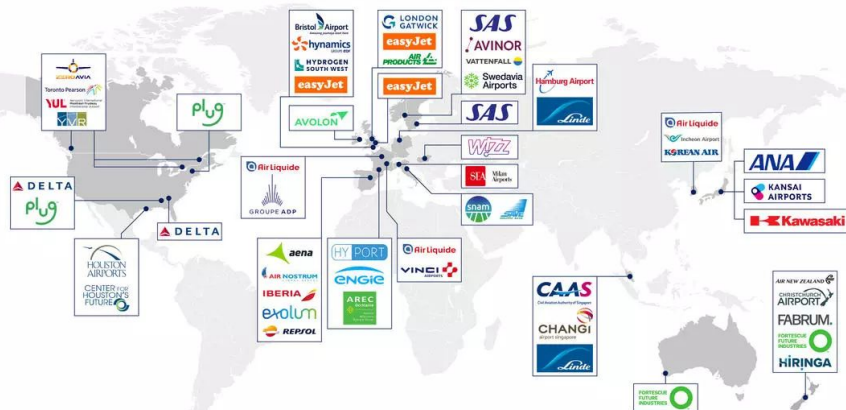 ZEROAVIA
Toronto Pearson
YUL
YVR
plug
DELTA
plug
DELTA
HOUSTON
AIRPORTS
CENTER FOR
HOUSTON'S
FUTURE
Bristol Airport
hynamics
HYDROGEN
SOUTH WEST
easyJet
AVOLON
LONDON
GATWICK
easyJet
AIR
PRODUCTS
easyJet
SAS
AVINOR
VATTENFALL
Swedavia
Airports
SAS
Hamburg Airport
Linde
WIZZ
SEA
Milan
Airports
snam
Air Liquide
GROUPE ADP
aena
AIR NOSTRUM
IBERIA
exolum
REPSOL
HYPORT
ENGIE
AREC
Air Liquide
VINCI
AIRPORTS
Air Liquide
Incheon Airport
KOREAN AIR
ANA
KANSAI
AIRPORTS
Kawasaki
CAAS
Civil Aviation Authority of Singapore
CHANGI
airport singapore
Linde
AIR NEW ZEALAND
CHRISTCHURCH
AIRPORT
FABRUM.
FORTESCUE
FUTURE
INDUSTRIES
HIRINGA
FORTESCUE
FUTURE
INDUSTRIES